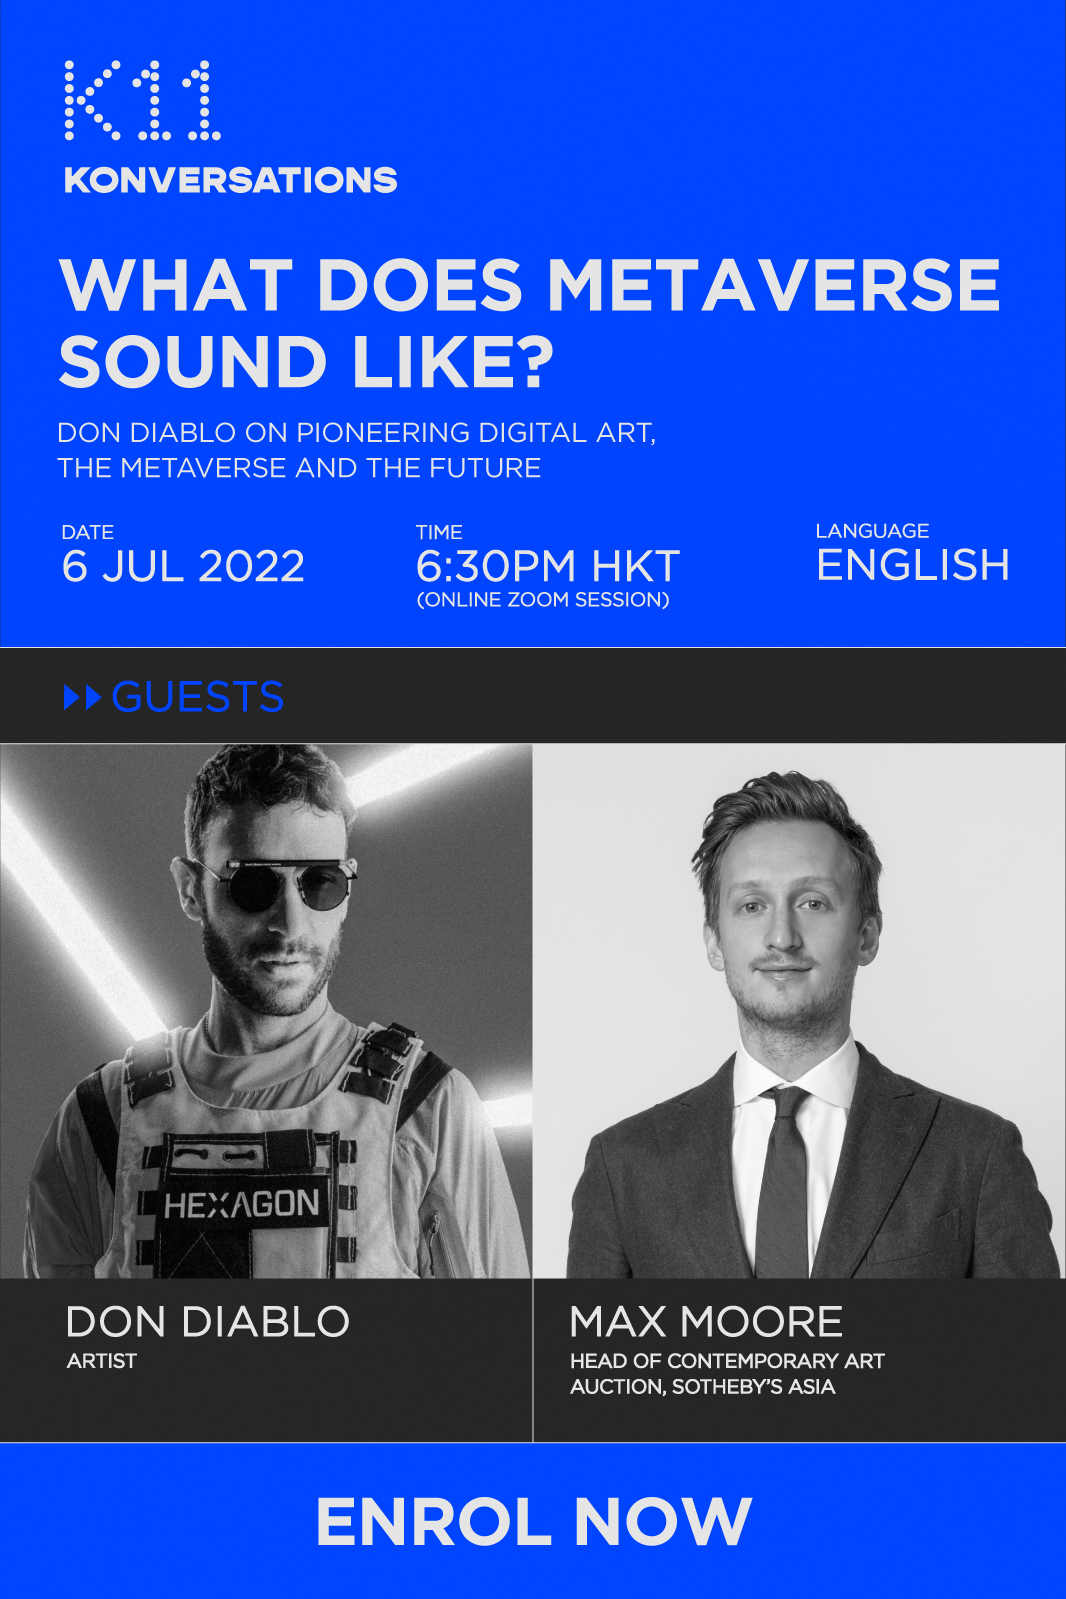 K11
KONVERSATIONS
WHAT DOES METAVERSE
SOUND LIKE?
DON DIABLO ON PIONEERING DIGITAL ART,
THE METAVERSE AND THE FUTURE
DATE
6 JUL 2022
TIME
6:30PM HKT
(ONLINE ZOOM SESSION)
LANGUAGE
ENGLISH
GUESTS
HEXAGON
DON DIABLO
ARTIST
MAX MOORE
HEAD OF CONTEMPORARY ART
AUCTION, SOTHEBY'S ASIA
ENROL NOW